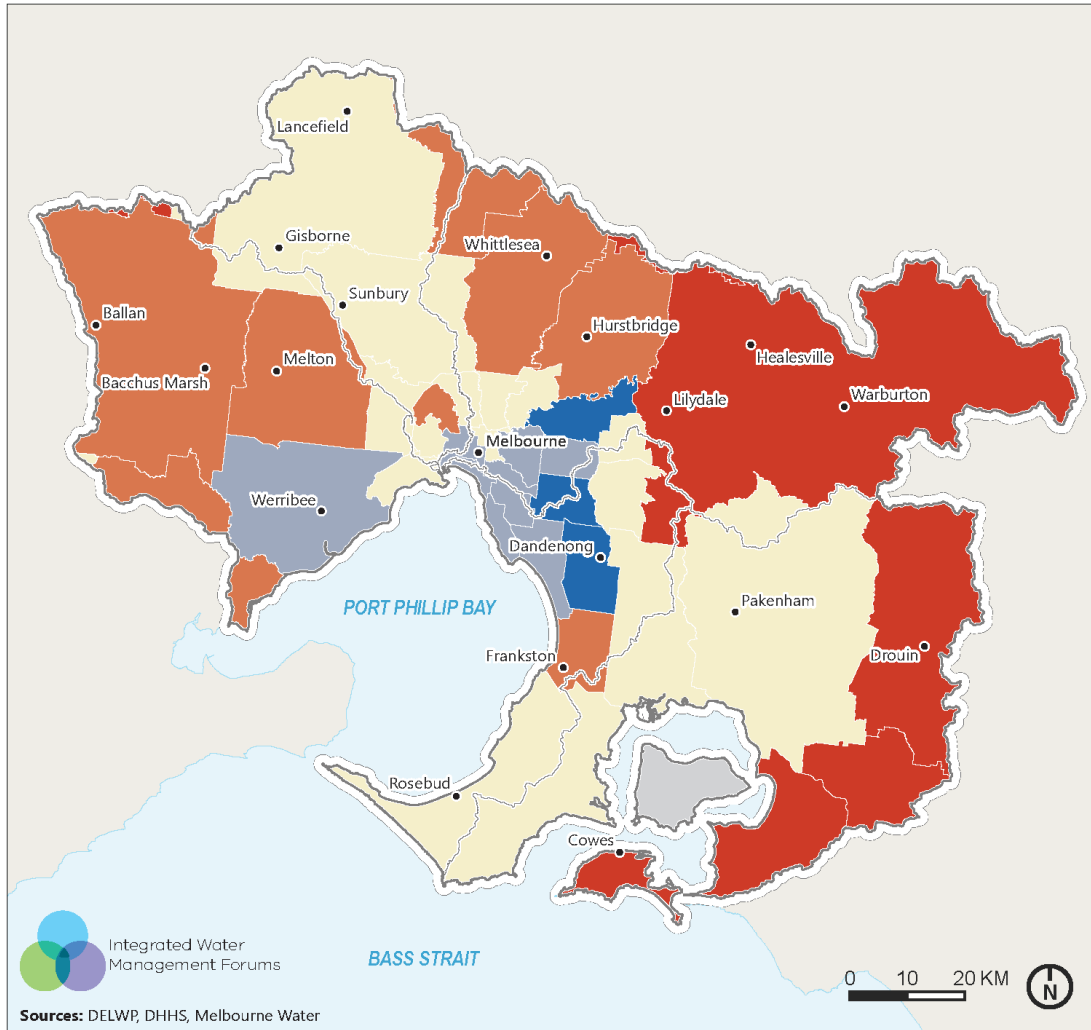 Lancefield
Gisborne
Whittlesea
Sunbury
Ballan
Hurstbridge
Healesville
Melton
Bacchus Marsh
Lilydale
Warburton
Melbourne
Werribee
Dandenong
PORT PHILLIP BAY
Pakenham
Drouin
Frankston
Rosebud
Cowes
Integrated Water
Management Forums
BASS STRAIT
0 10 20 KM
N
Sources: DELWP, DHHS, Melbourne Water